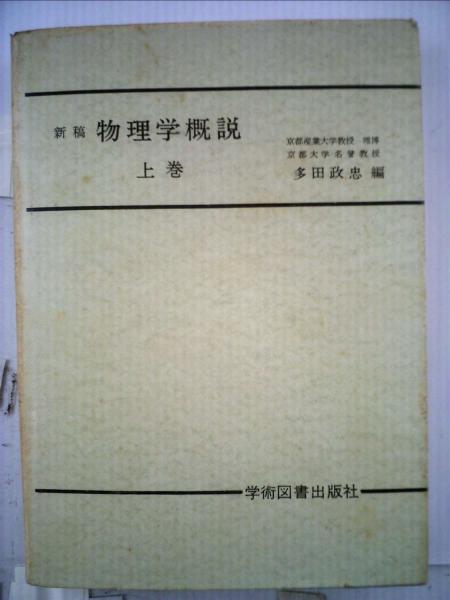 新稿 物理学概説
上巻
京都産業大学教授 理博
京都大学名誉教授
多田政忠 編
学術図書出版社